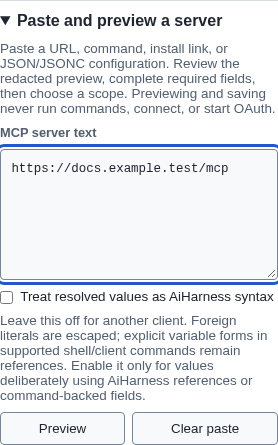 ▼ Paste and preview a server
Paste a URL, command, install link, or
JSON/JSONC configuration. Review the
redacted preview, complete required fields,
then choose a scope. Previewing and saving
never run commands, connect, or start OAuth.
MCP server text
https://docs.example.test/mcp
Treat resolved values as AiHarness syntax
Leave this off for another client. Foreign
literals are escaped; explicit variable forms in
supported shell/client commands remain
references. Enable it only for values
deliberately using AiHarness references or
command-backed fields.
Preview
Clear paste